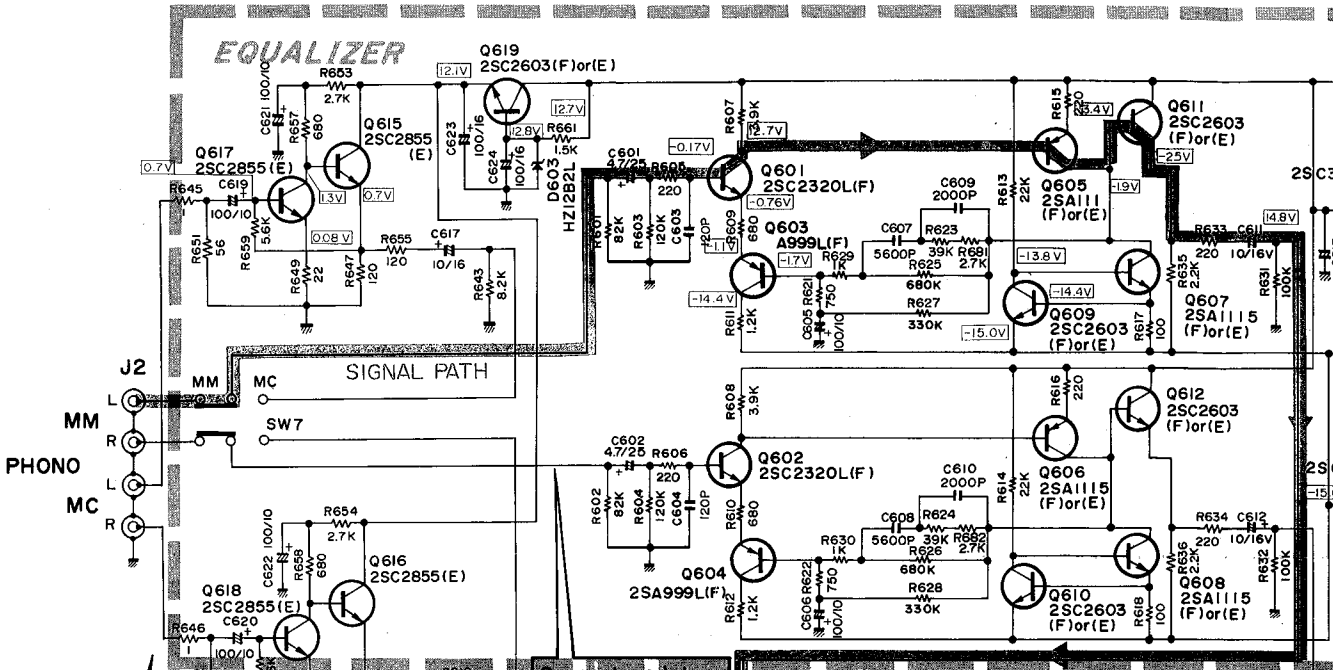 EQUALIZER
Q619
2SC2603(F)or(E)
12.1V
12.7V
12.8V
R653
2.7K
C621 100/10
R657
680
Q615
2SC2855
(E)
Q617
2SC2855(E)
0.7V
R645
1
C619
100/10
R651
56
R659
5.6K
1.3V
0.7V
0.08V
R649
22
R647
120
R655
120
C617
10/16
R643
8.2K
C623
100/16
C624
100/16
D603
HZ12B2L
R661
1.5K
C601
4.7/25
R605
220
R601
82K
R603
120K
C603
120P
R607
3.9K
12.7V
-0.17V
Q601
2SC2320L(F)
-0.76V
R609
680
-1.1V
Q603
A999L(F)
-1.7V
-14.4V
R611
1.2K
R629
1K
R621
750
C605
100/10
C609
2000P
C607
5600P
R623
39K
R681
2.7K
R625
680K
R627
330K
R613
22K
R615
220
13.4V
Q605
2SA111
(F)or(E)
Q611
2SC2603
(F)or(E)
-25V
-1.9V
-13.8V
-14.4V
-15.0V
Q609
2SC2603
(F)or(E)
R617
100
Q607
2SA1115
(F)or(E)
R635
2.2K
R633
220
14.8V
C611
10/16V
R631
100K
2SC3
J2
L
MM
R
PHONO
L
MC
R
MM
MC
SW7
SIGNAL PATH
C602
4.7/25
R606
220
R602
82K
R604
120K
C604
120P
R608
3.9K
Q602
2SC2320L(F)
R610
680
Q604
2SA999L(F)
R612
1.2K
R630
1K
R622
750
C606
100/10
C610
2000P
C608
5600P
R624
39K
R682
2.7K
R626
680K
R628
330K
R614
22K
R616
220
Q606
2SA1115
(F)or(E)
Q612
2SC2603
(F)or(E)
Q610
2SC2603
(F)or(E)
R618
100
Q608
2SA1115
(F)or(E)
R636
2.2K
R634
220
C612
10/16V
R632
100K
-15.
R654
2.7K
C622 100/10
R658
680
Q616
2SC2855(E)
Q618
2SC2855(E)
R646
1
C620
100/10